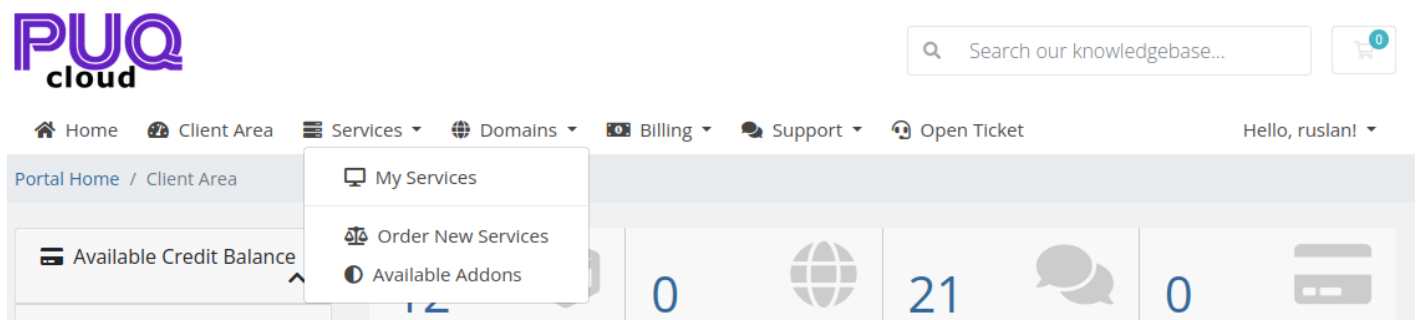 PUQ
cloud
Search our knowledgebase...
0
Home Client Area Services Domains Billing Support Open Ticket Hello, ruslan!
Portal Home / Client Area
My Services
Order New Services
Available Addons
Available Credit Balance
12 0 21 0